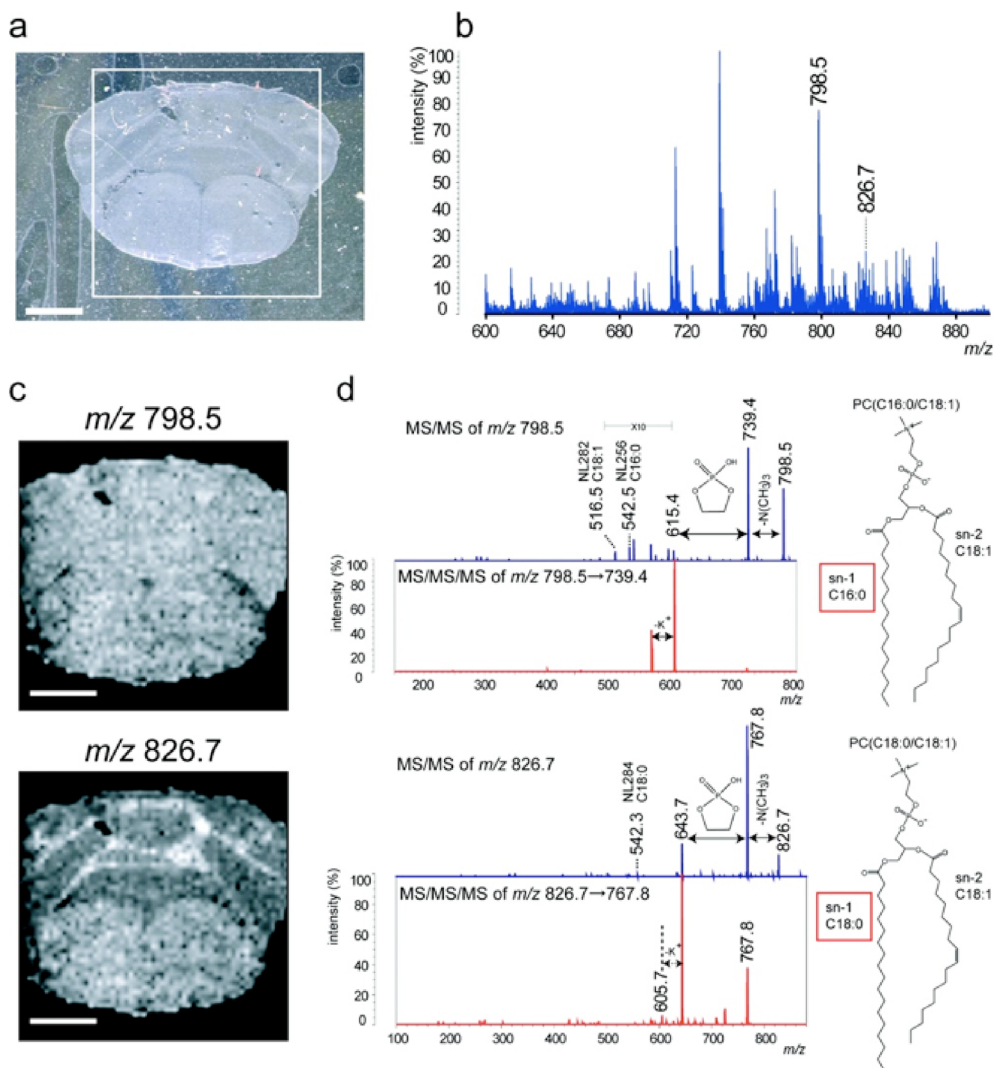 a
b
intensity (%)
100
90
80
70
60
50
40
30
20
10
0
798.5
826.7
600
640
680
720
760
800
840
880
m/z
c
m/z 798.5
m/z 826.7
d
MS/MS of m/z 798.5
X10
NL282
C18:1
516.5
NL256
C16:0
542.5
615.4
O
OH
P
O
O
739.4
-N(CH3)3
798.5
MS/MS/MS of m/z 798.5→739.4
intensity (%)
100
80
60
40
20
0
-K+
200
300
400
500
600
700
800
m/z
PC(C16:0/C18:1)
sn-2
C18:1
sn-1
C16:0
MS/MS of m/z 826.7
NL284
C18:0
542.3
643.7
O
OH
P
O
O
767.8
-N(CH3)3
826.7
MS/MS/MS of m/z 826.7→767.8
intensity (%)
100
80
60
40
20
0
605.7
-K+
767.8
100
200
300
400
500
600
700
800
m/z
PC(C18:0/C18:1)
sn-2
C18:1
sn-1
C18:0